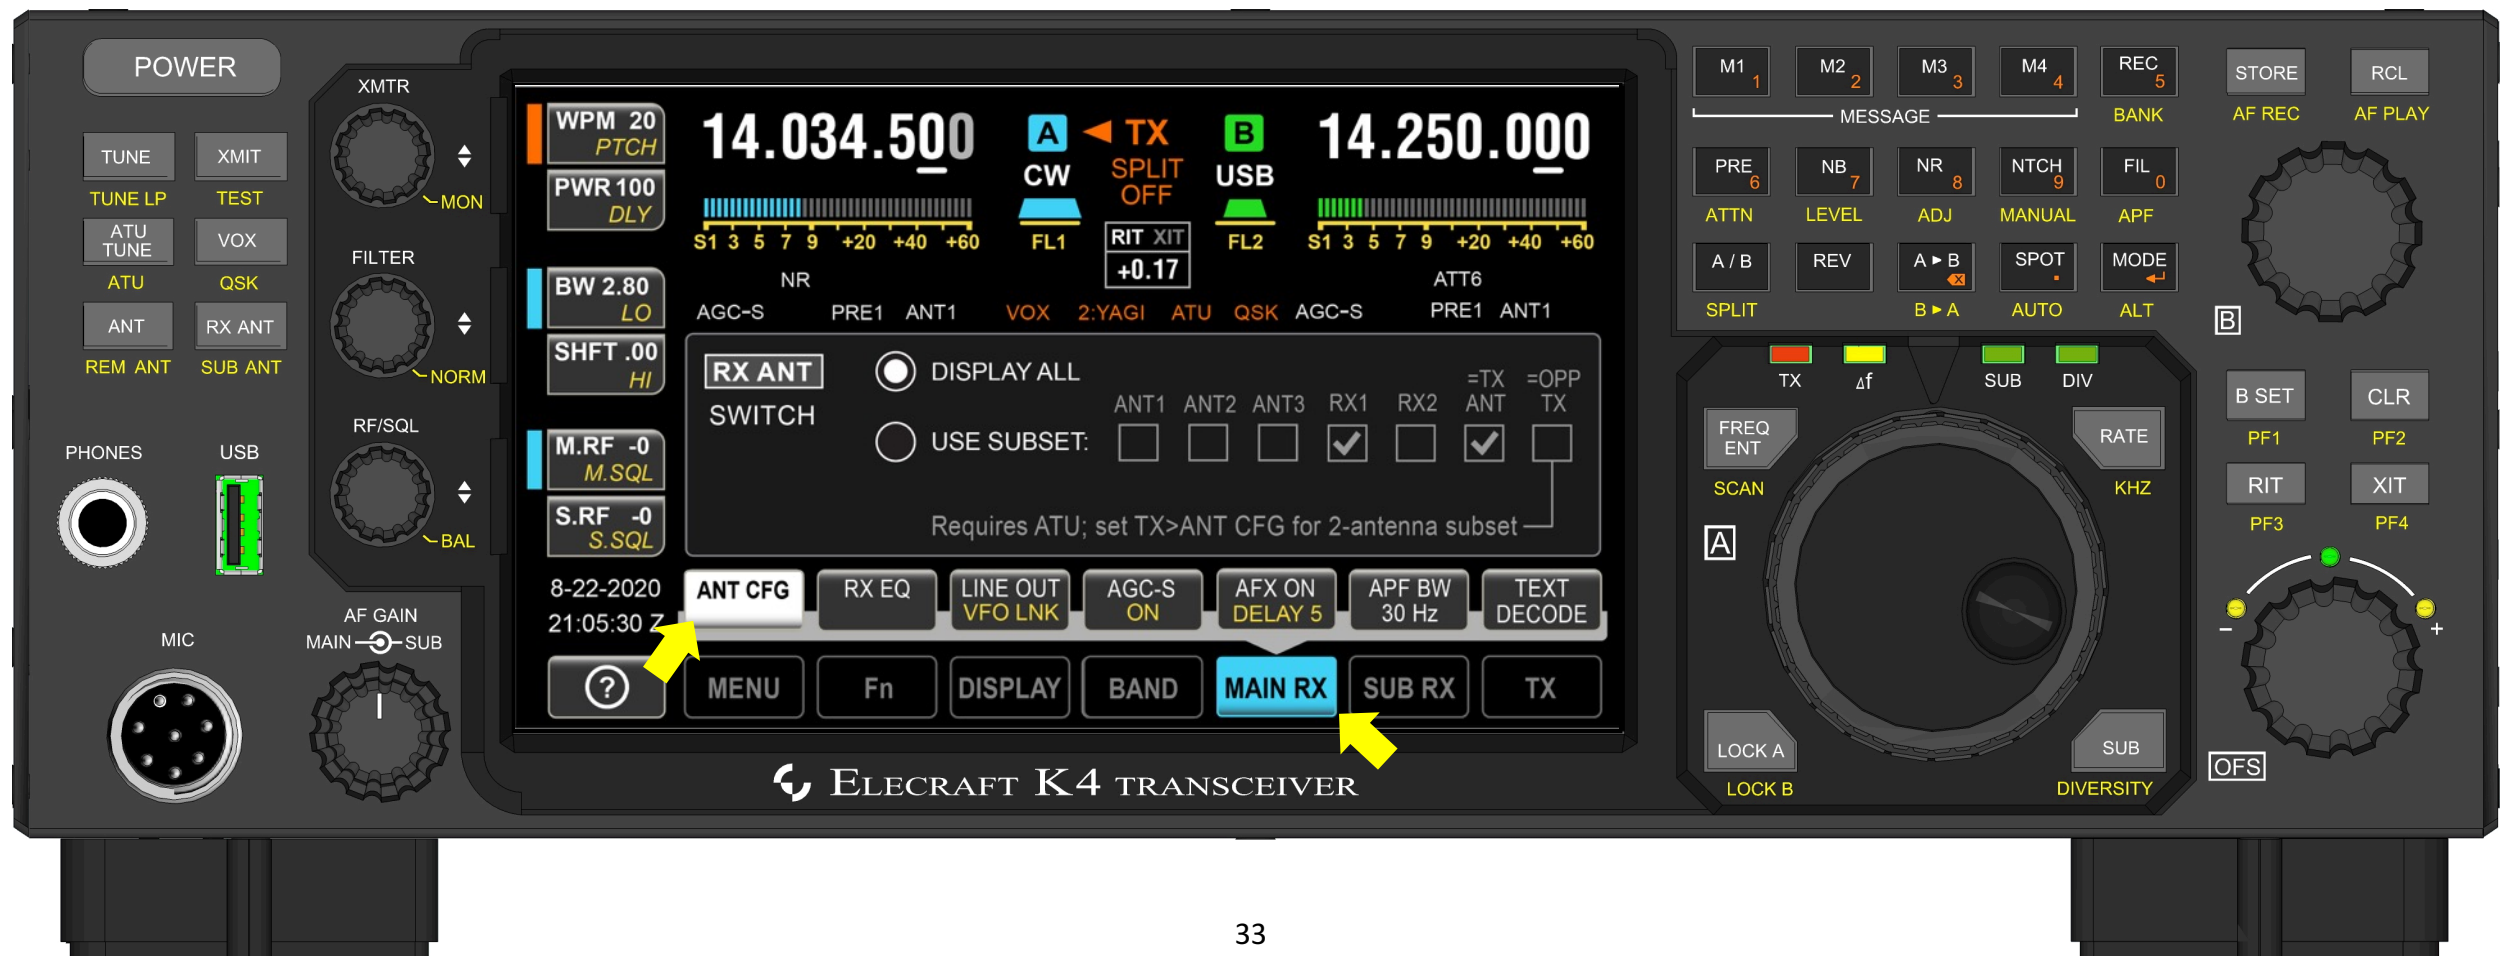 POWER
TUNE
XMIT
TUNE LP
TEST
ATU
TUNE
VOX
ATU
QSK
ANT
RX ANT
REM ANT
SUB ANT
PHONES
USB
MIC
XMTR
MON
FILTER
NORM
RF/SQL
BAL
AF GAIN
MAIN
SUB
WPM 20
PTCH
PWR 100
DLY
BW 2.80
LO
SHFT .00
HI
M.RF -0
M.SQL
S.RF -0
S.SQL
8-22-2020
21:05:30 Z
14.034.500
A
TX
B
14.250.000
CW
SPLIT
OFF
USB
S1 3 5 7 9 +20 +40 +60
FL1
RIT XIT
+0.17
FL2
S1 3 5 7 9 +20 +40 +60
NR
ATT6
AGC-S PRE1 ANT1 VOX 2:YAGI ATU QSK AGC-S PRE1 ANT1
RX ANT
SWITCH
DISPLAY ALL
USE SUBSET:
ANT1 ANT2 ANT3 RX1 RX2
=TX
ANT
=OPP
TX
Requires ATU; set TX>ANT CFG for 2-antenna subset
ANT CFG
RX EQ
LINE OUT
VFO LNK
AGC-S
ON
AFX ON
DELAY 5
APF BW
30 Hz
TEXT
DECODE
?
MENU
Fn
DISPLAY
BAND
MAIN RX
SUB RX
TX
ELECRAFT K4 TRANSCEIVER
M1 1
M2 2
M3 3
M4 4
REC 5
MESSAGE
BANK
PRE 6
NB 7
NR 8
NTCH 9
FIL 0
ATTN
LEVEL
ADJ
MANUAL
APF
A / B
REV
A ▸ B
SPOT .
MODE
SPLIT
B ▸ A
AUTO
ALT
TX
Δf
SUB
DIV
FREQ
ENT
SCAN
RATE
KHZ
A
LOCK A
LOCK B
SUB
DIVERSITY
STORE
RCL
AF REC
AF PLAY
B
B SET
CLR
PF1
PF2
RIT
XIT
PF3
PF4
−
+
OFS
33